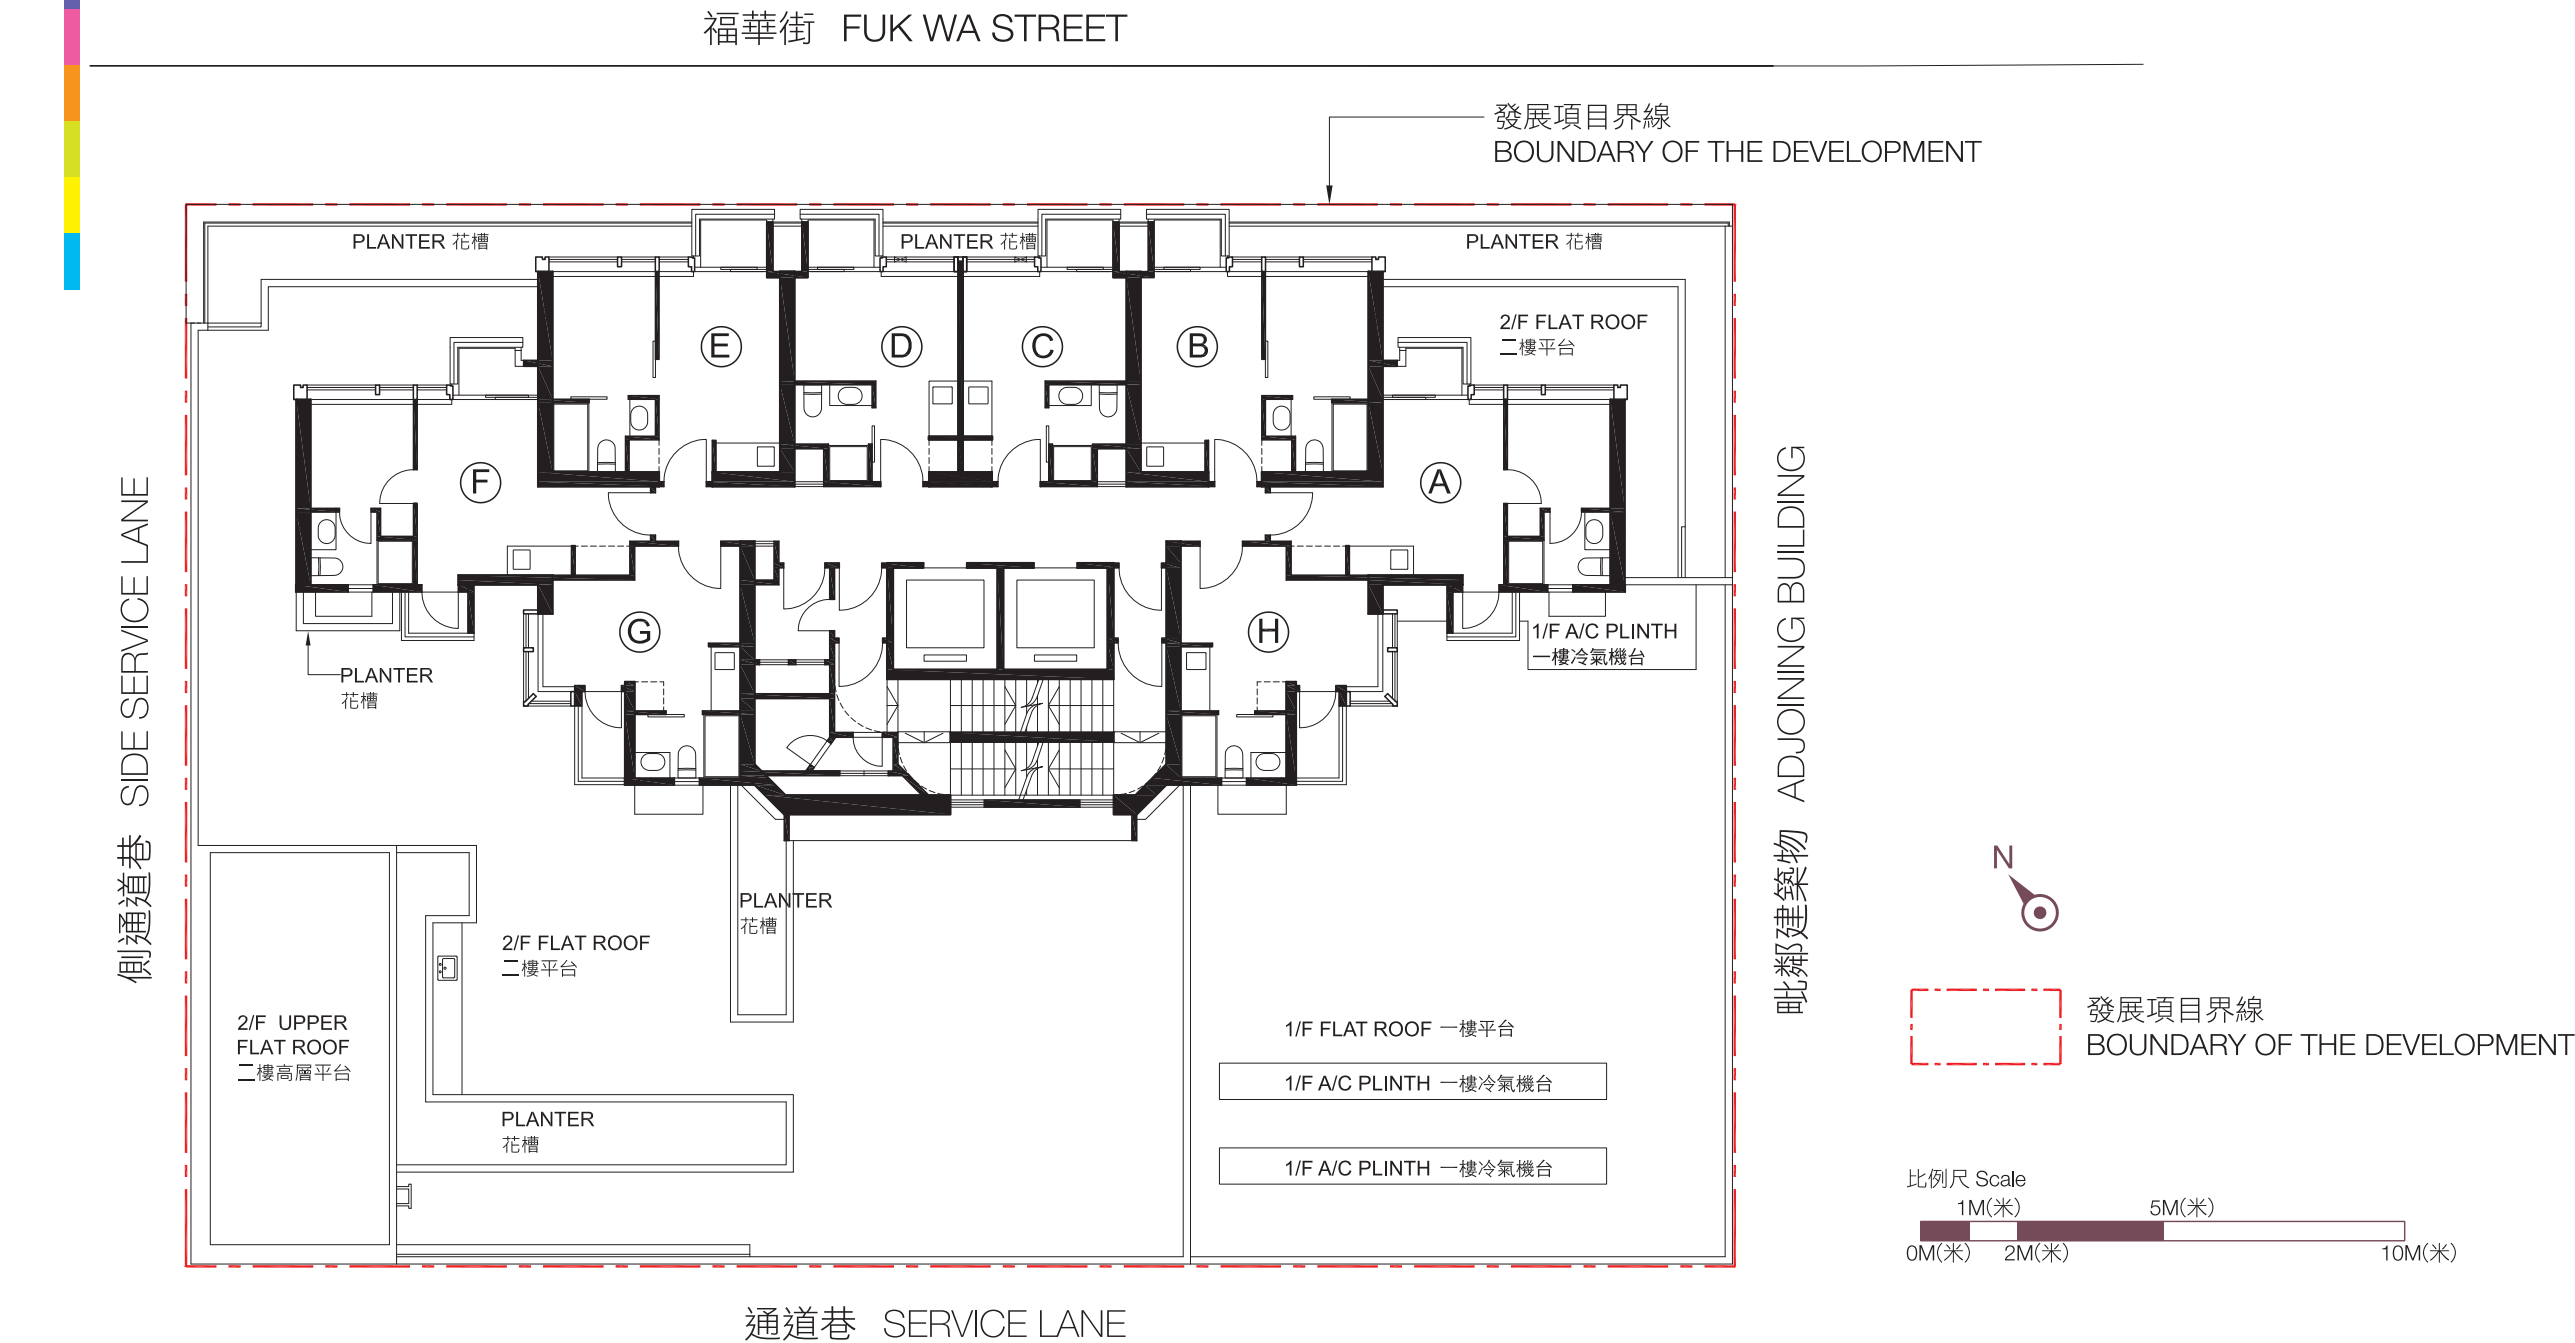 福華街 FUK WA STREET
發展項目界線
BOUNDARY OF THE DEVELOPMENT
PLANTER 花槽
PLANTER 花槽
PLANTER 花槽
2/F FLAT ROOF
二樓平台
E
D
C
B
F
A
G
H
1/F A/C PLINTH
一樓冷氣機台
PLANTER
花槽
側通道巷 SIDE SERVICE LANE
毗鄰建築物 ADJOINING BUILDING
PLANTER
花槽
2/F FLAT ROOF
二樓平台
2/F UPPER
FLAT ROOF
二樓高層平台
PLANTER
花槽
1/F FLAT ROOF 一樓平台
1/F A/C PLINTH 一樓冷氣機台
1/F A/C PLINTH 一樓冷氣機台
N
發展項目界線
BOUNDARY OF THE DEVELOPMENT
比例尺 Scale
1M(米) 5M(米)
0M(米) 2M(米) 10M(米)
通道巷 SERVICE LANE